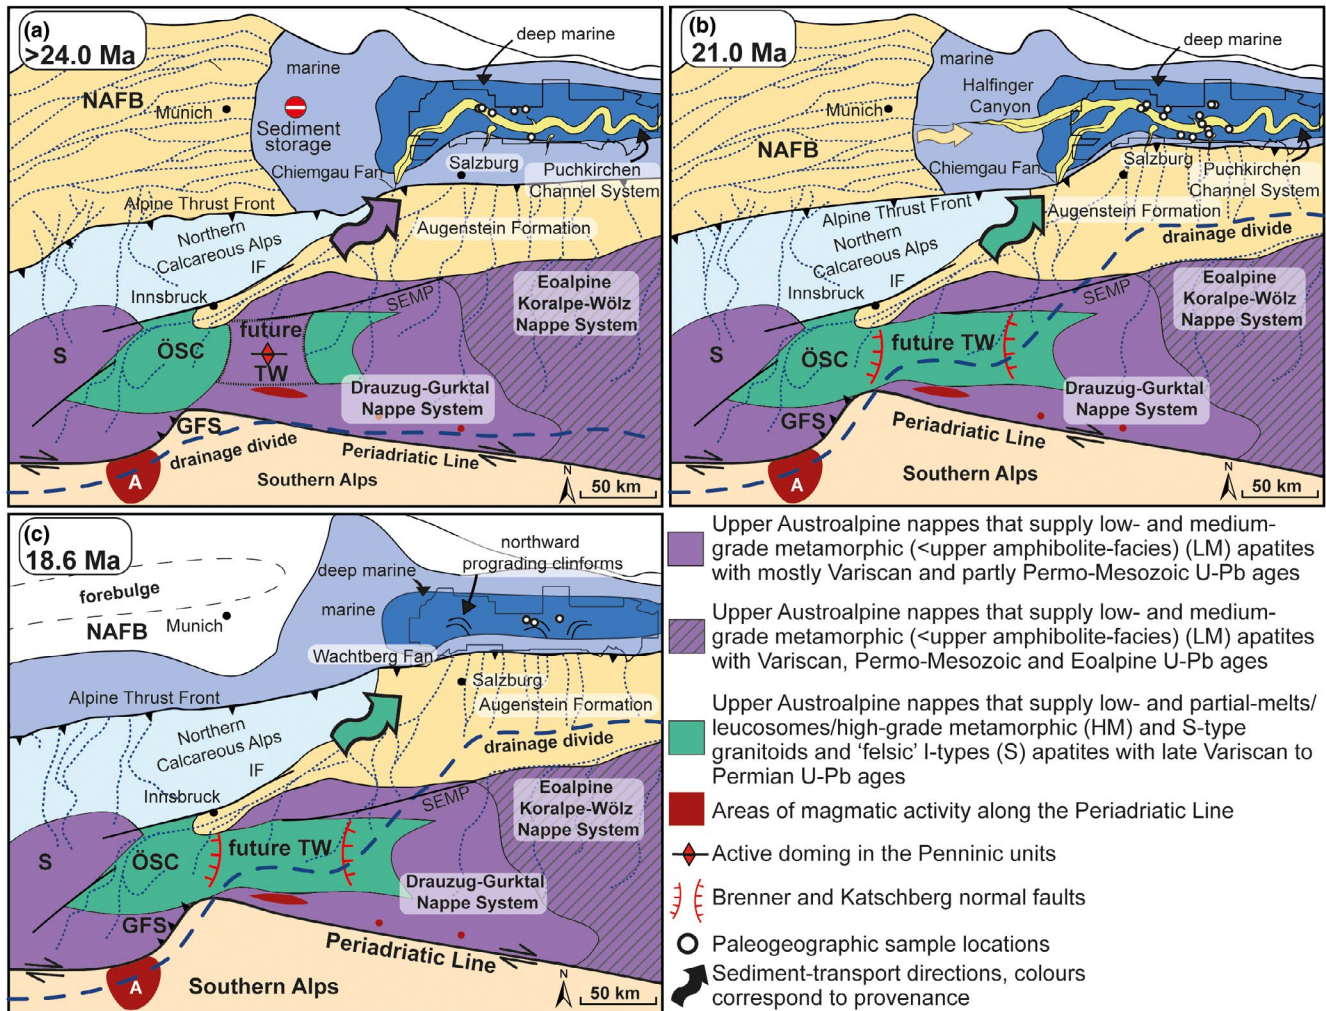 (a)
>24.0 Ma
deep marine
marine
NAFB
Munich
Sediment
storage
Chiemgau Fan
Salzburg
Puchkirchen
Channel System
Alpine Thrust Front
Augenstein Formation
Northern
Calcareous Alps
IF
Innsbruck
SEMP
Eoalpine
Koralpe-Wölz
Nappe System
future
TW
S
ÖSC
Drauzug-Gurktal
Nappe System
GFS
drainage divide
Periadriatic Line
A
Southern Alps
N
50 km
(b)
21.0 Ma
deep marine
marine
Halfinger
Canyon
Munich
NAFB
Chiemgau Fan
Salzburg
Puchkirchen
Channel System
Alpine Thrust Front
Augenstein Formation
drainage divide
Northern
Calcareous Alps
IF
Innsbruck
SEMP
Eoalpine
Koralpe-Wölz
Nappe System
S
ÖSC
future TW
Drauzug-Gurktal
Nappe System
GFS
Periadriatic Line
A
Southern Alps
N
50 km
(c)
18.6 Ma
northward
prograding clinforms
deep marine
forebulge
marine
NAFB
Munich
Wachtberg Fan
Salzburg
Alpine Thrust Front
Augenstein Formation
Northern
Calcareous Alps
drainage divide
IF
Innsbruck
SEMP
Eoalpine
Koralpe-Wölz
Nappe System
S
ÖSC
future TW
Drauzug-Gurktal
Nappe System
GFS
Periadriatic Line
A
Southern Alps
N
50 km
Upper Austroalpine nappes that supply low- and medium-
grade metamorphic (<upper amphibolite-facies) (LM) apatites
with mostly Variscan and partly Permo-Mesozoic U-Pb ages
Upper Austroalpine nappes that supply low- and medium-
grade metamorphic (<upper amphibolite-facies) (LM) apatites
with Variscan, Permo-Mesozoic and Eoalpine U-Pb ages
Upper Austroalpine nappes that supply low- and partial-melts/
leucosomes/high-grade metamorphic (HM) and S-type
granitoids and ‘felsic’ I-types (S) apatites with late Variscan to
Permian U-Pb ages
Areas of magmatic activity along the Periadriatic Line
Active doming in the Penninic units
Brenner and Katschberg normal faults
Paleogeographic sample locations
Sediment-transport directions, colours
correspond to provenance